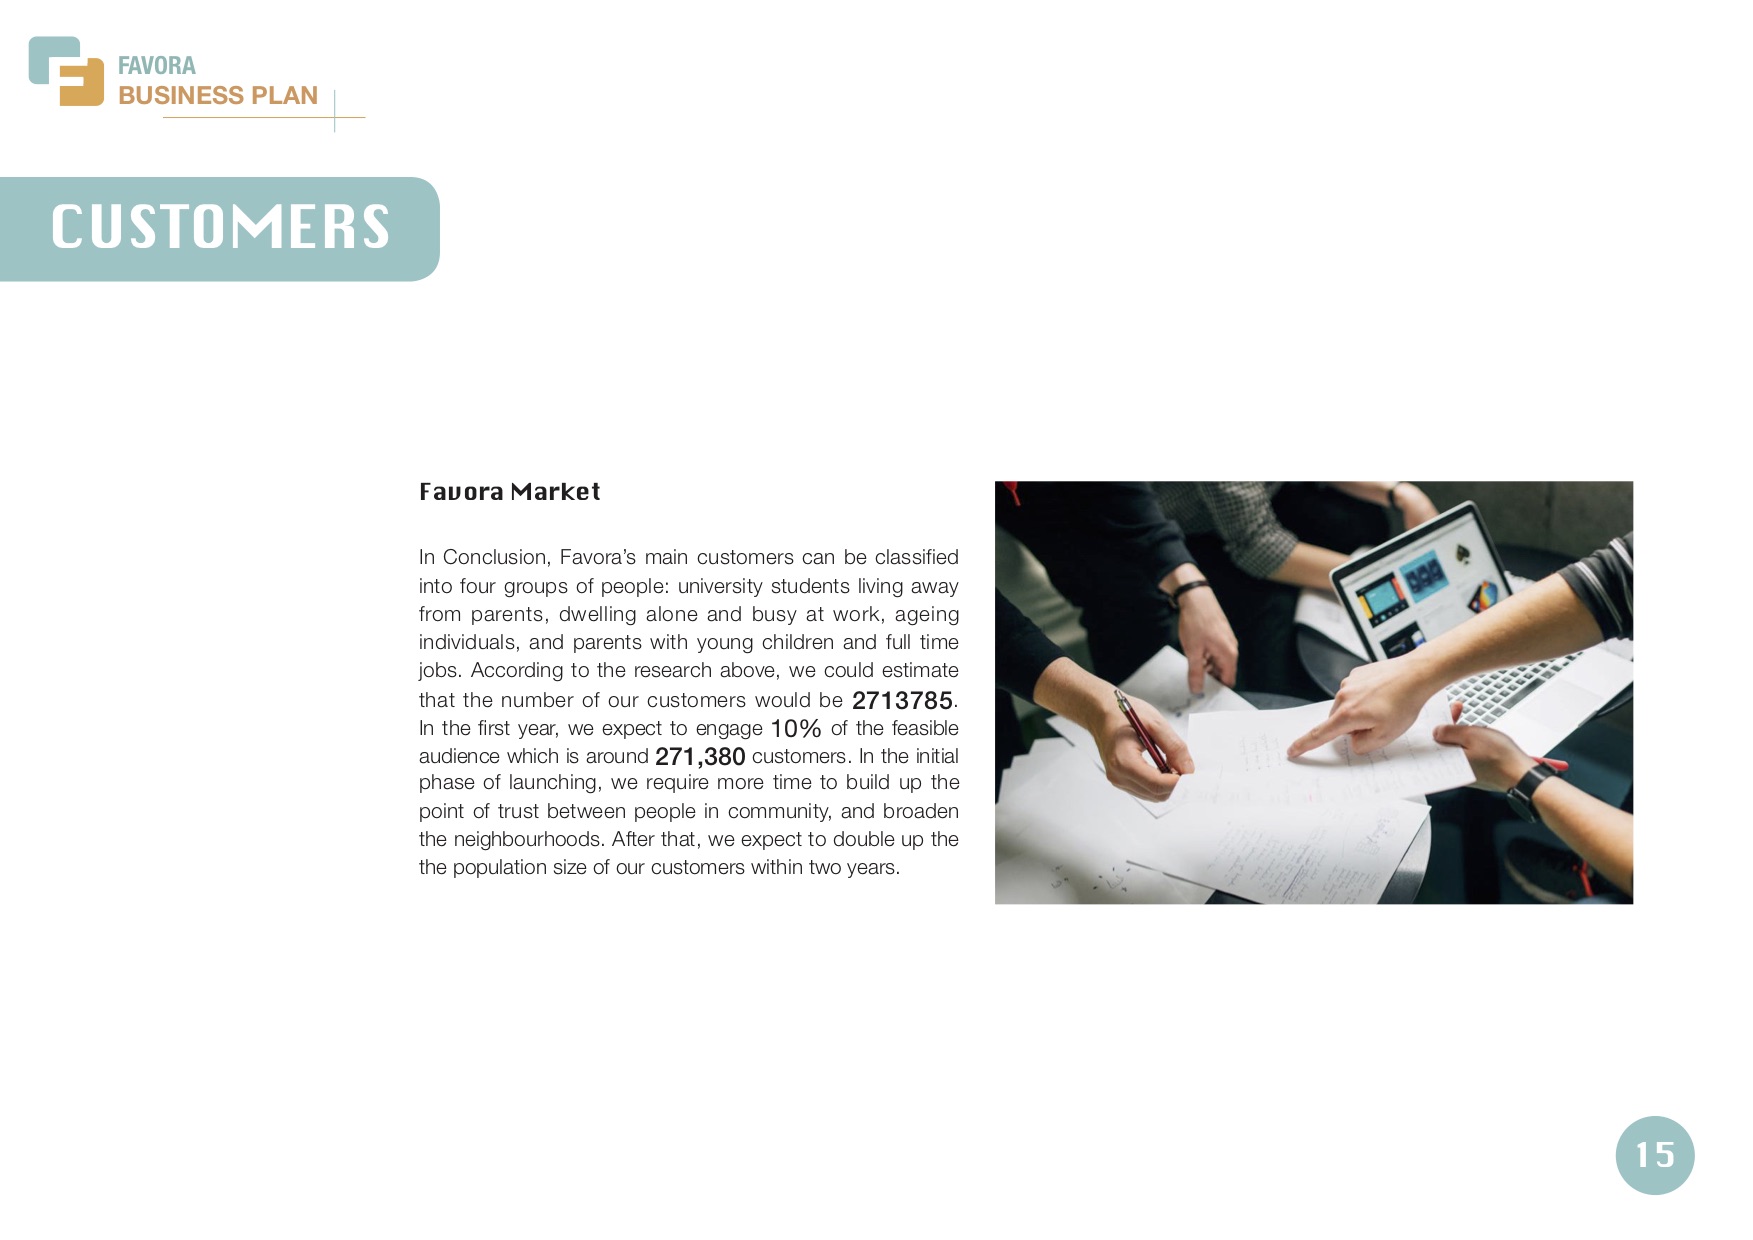 FAVORA
BUSINESS PLAN
CUSTOMERS
Favora Market
In Conclusion, Favora’s main customers can be classified
into four groups of people: university students living away
from parents, dwelling alone and busy at work, ageing
individuals, and parents with young children and full time
jobs. According to the research above, we could estimate
that the number of our customers would be 2713785.
In the first year, we expect to engage 10% of the feasible
audience which is around 271,380 customers. In the initial
phase of launching, we require more time to build up the
point of trust between people in community, and broaden
the neighbourhoods. After that, we expect to double up the
the population size of our customers within two years.
15